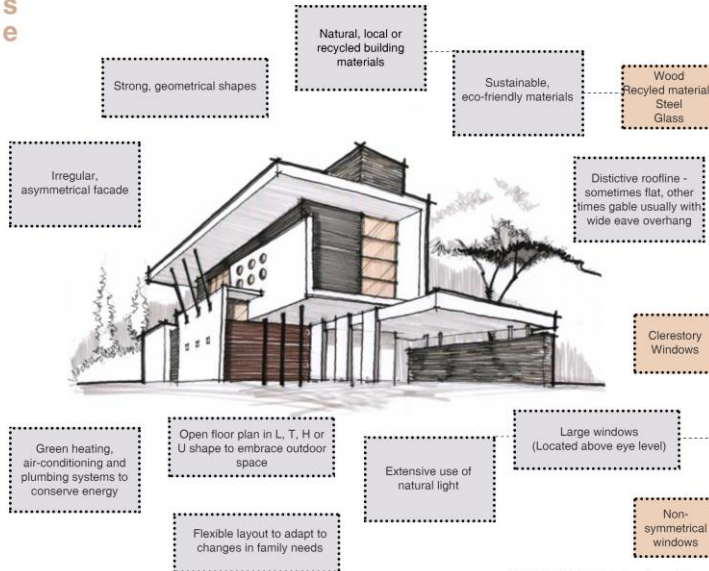 s
e
Natural, local or
recycled building
materials
Strong, geometrical shapes
Sustainable,
eco-friendly materials
Wood
Recyled material
Steel
Glass
Irregular,
asymmetrical facade
Distictive roofline -
sometimes flat, other
times gable usually with
wide eave overhang
Clerestory
Windows
Green heating,
air-conditioning and
plumbing systems to
conserve energy
Open floor plan in L, T, H or
U shape to embrace outdoor
space
Extensive use of
natural light
Large windows
(Located above eye level)
Flexible layout to adapt to
changes in family needs
Non-
symmetrical
windows